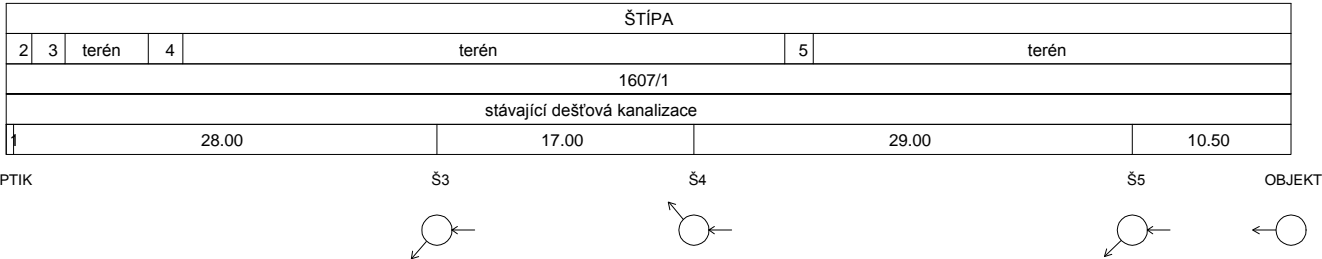 ŠTÍPA
2 3 terén 4 terén 5 terén
1607/1
stávající dešťová kanalizace
1 28.00 17.00 29.00 10.50
PTIK Š3 Š4 Š5 OBJEKT